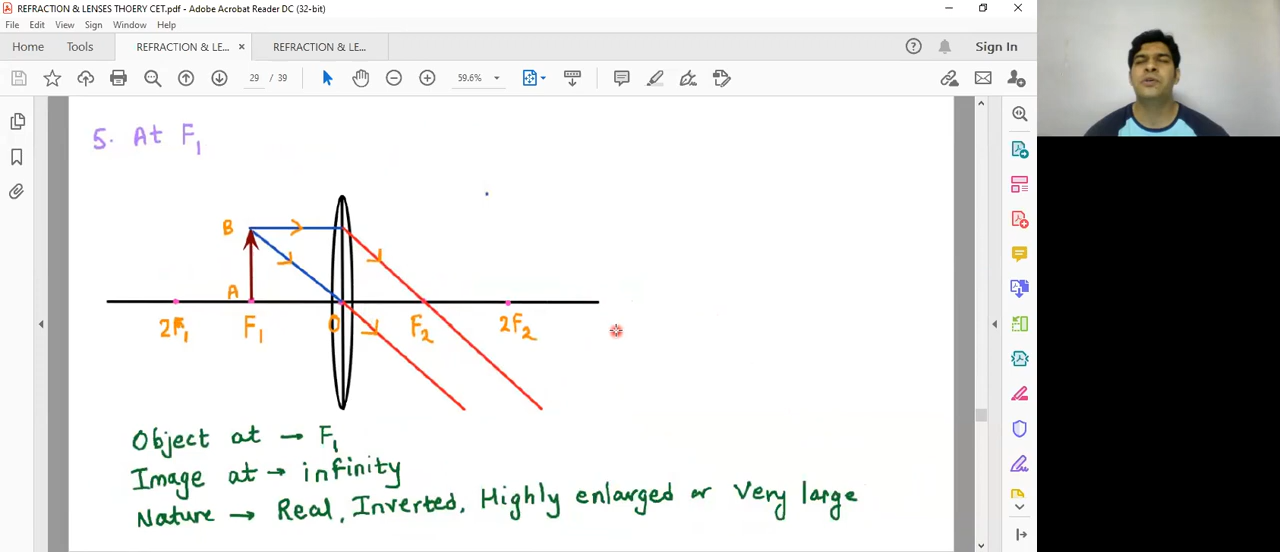 REFRACTION & LENSES THOERY CET.pdf - Adobe Acrobat Reader DC (32-bit)
File Edit View Sign Window Help
Home Tools REFRACTION & LE... × REFRACTION & LE... Sign In
29 / 39 59.6%
5. At F₁
B
A
2F₁ F₁ O F₂ 2F₂
Object at → F₁
Image at → infinity
Nature → Real, Inverted, Highly enlarged or Very large